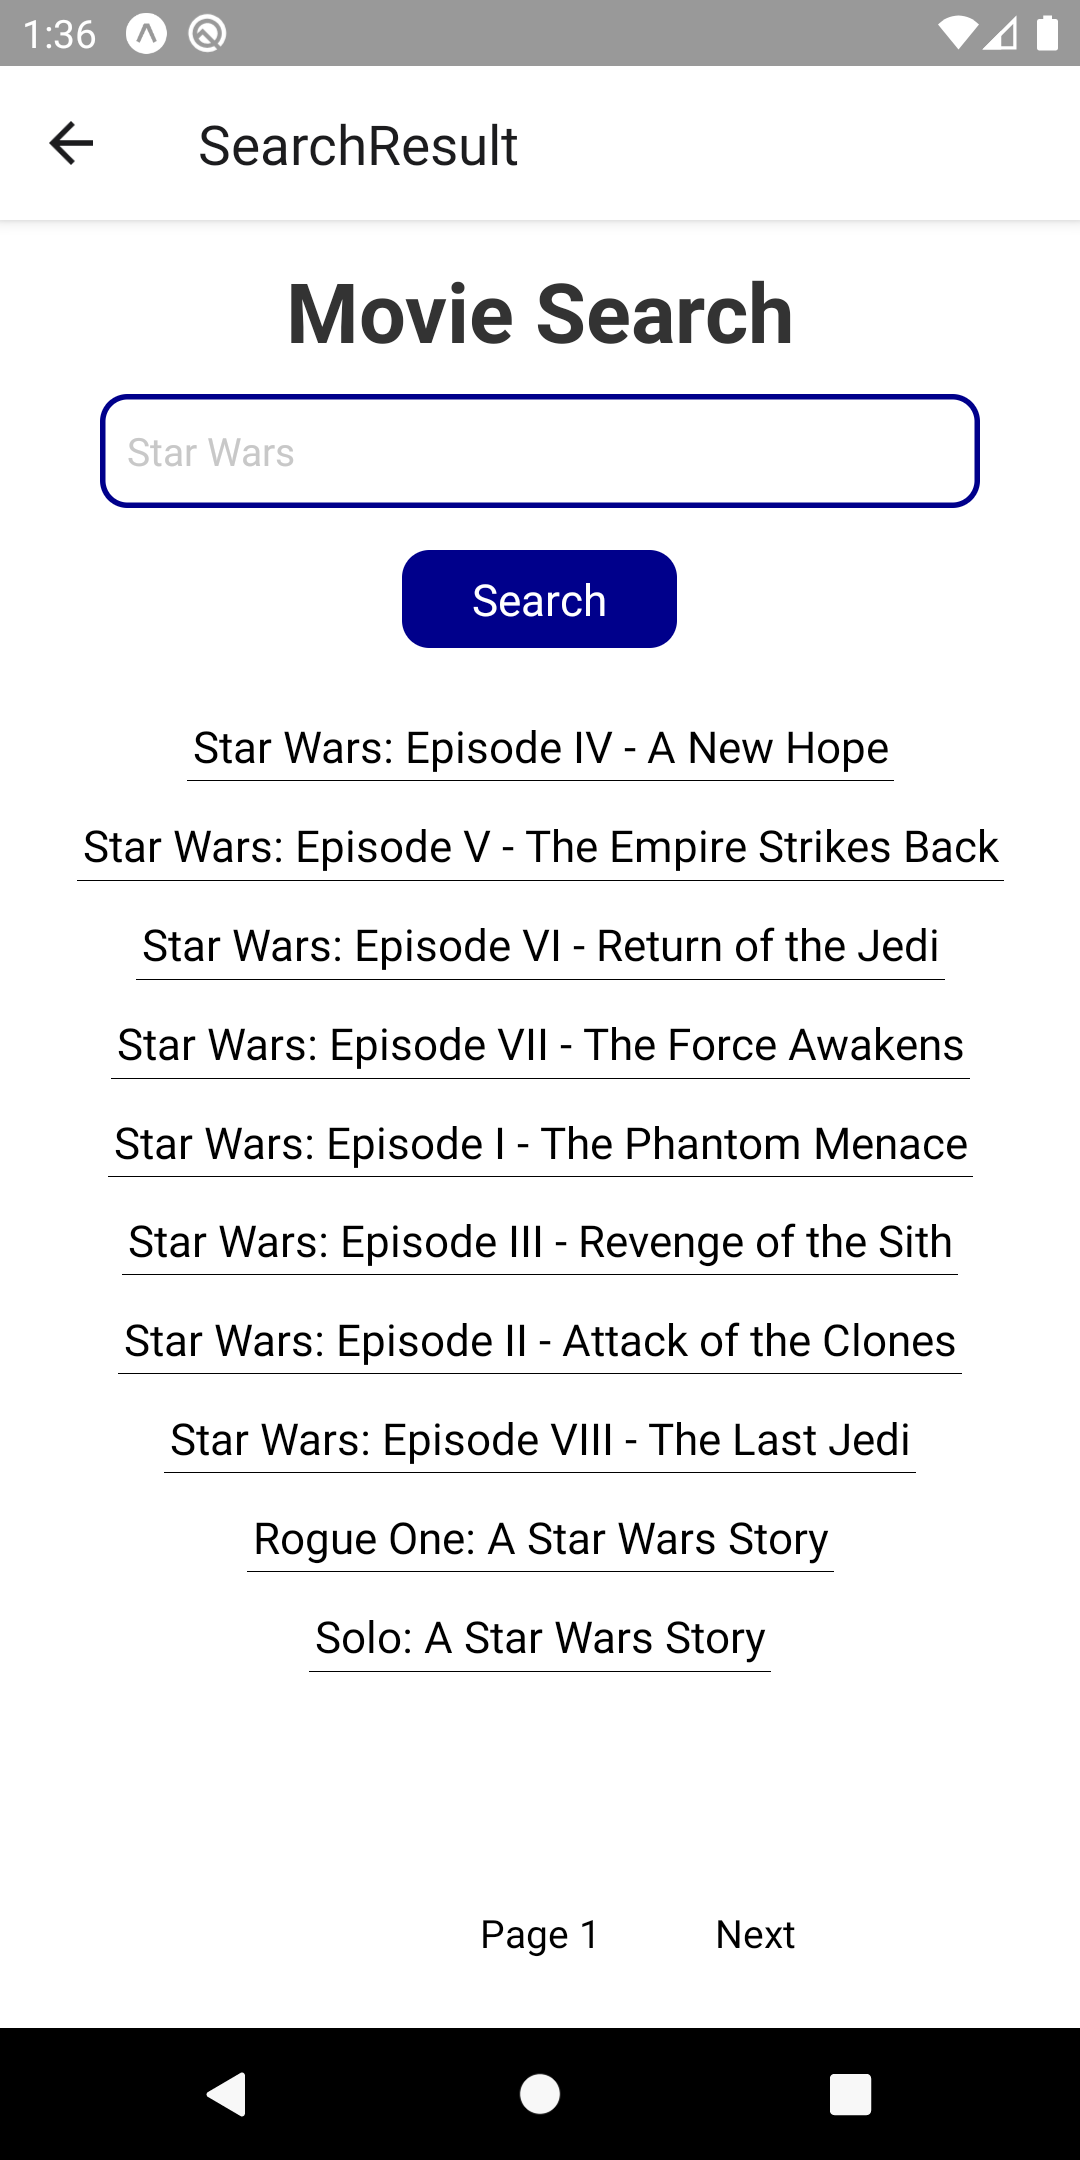 1:36
SearchResult
Movie Search
Star Wars
Search
Star Wars: Episode IV - A New Hope
Star Wars: Episode V - The Empire Strikes Back
Star Wars: Episode VI - Return of the Jedi
Star Wars: Episode VII - The Force Awakens
Star Wars: Episode I - The Phantom Menace
Star Wars: Episode III - Revenge of the Sith
Star Wars: Episode II - Attack of the Clones
Star Wars: Episode VIII - The Last Jedi
Rogue One: A Star Wars Story
Solo: A Star Wars Story
Page 1 Next